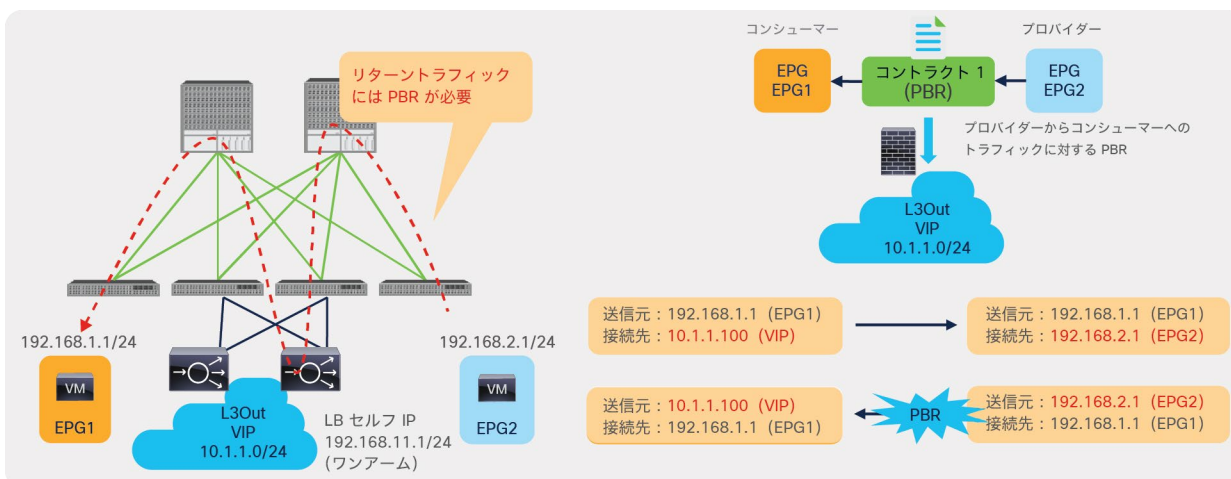 リターントラフィック
には PBR が必要
192.168.1.1/24
VM
EPG1
L3Out
VIP
10.1.1.0/24
LB セルフ IP
192.168.11.1/24
(ワンアーム)
192.168.2.1/24
VM
EPG2
コンシューマー
プロバイダー
EPG
EPG1
コントラクト 1
(PBR)
EPG
EPG2
プロバイダーからコンシューマーへの
トラフィックに対する PBR
L3Out
VIP
10.1.1.0/24
送信元：192.168.1.1 (EPG1)
接続先：10.1.1.100 (VIP)
送信元：192.168.1.1 (EPG1)
接続先：192.168.2.1 (EPG2)
送信元：10.1.1.100 (VIP)
接続先：192.168.1.1 (EPG1)
PBR
送信元：192.168.2.1 (EPG2)
接続先：192.168.1.1 (EPG1)